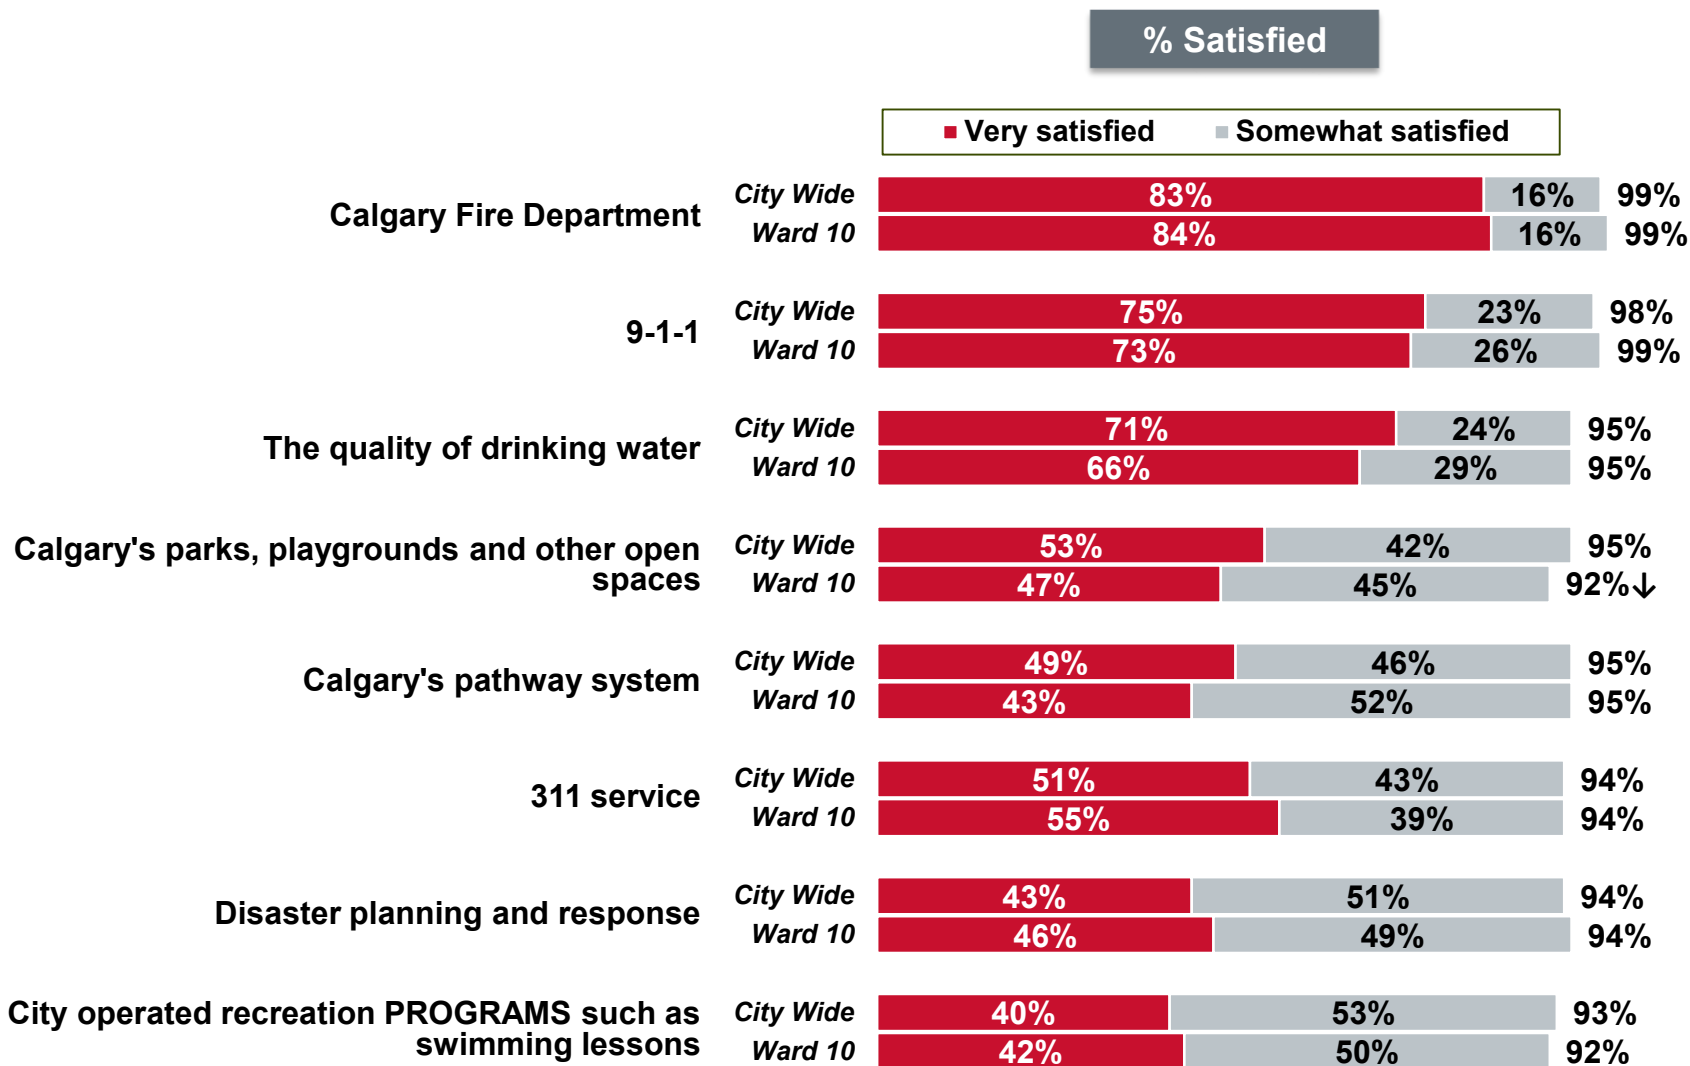 % Satisfied
Very satisfied Somewhat satisfied
Calgary Fire Department
City Wide 83% 16% 99%
Ward 10 84% 16% 99%
9-1-1
City Wide 75% 23% 98%
Ward 10 73% 26% 99%
The quality of drinking water
City Wide 71% 24% 95%
Ward 10 66% 29% 95%
Calgary's parks, playgrounds and other open
spaces
City Wide 53% 42% 95%
Ward 10 47% 45% 92%↓
Calgary's pathway system
City Wide 49% 46% 95%
Ward 10 43% 52% 95%
311 service
City Wide 51% 43% 94%
Ward 10 55% 39% 94%
Disaster planning and response
City Wide 43% 51% 94%
Ward 10 46% 49% 94%
City operated recreation PROGRAMS such as
swimming lessons
City Wide 40% 53% 93%
Ward 10 42% 50% 92%